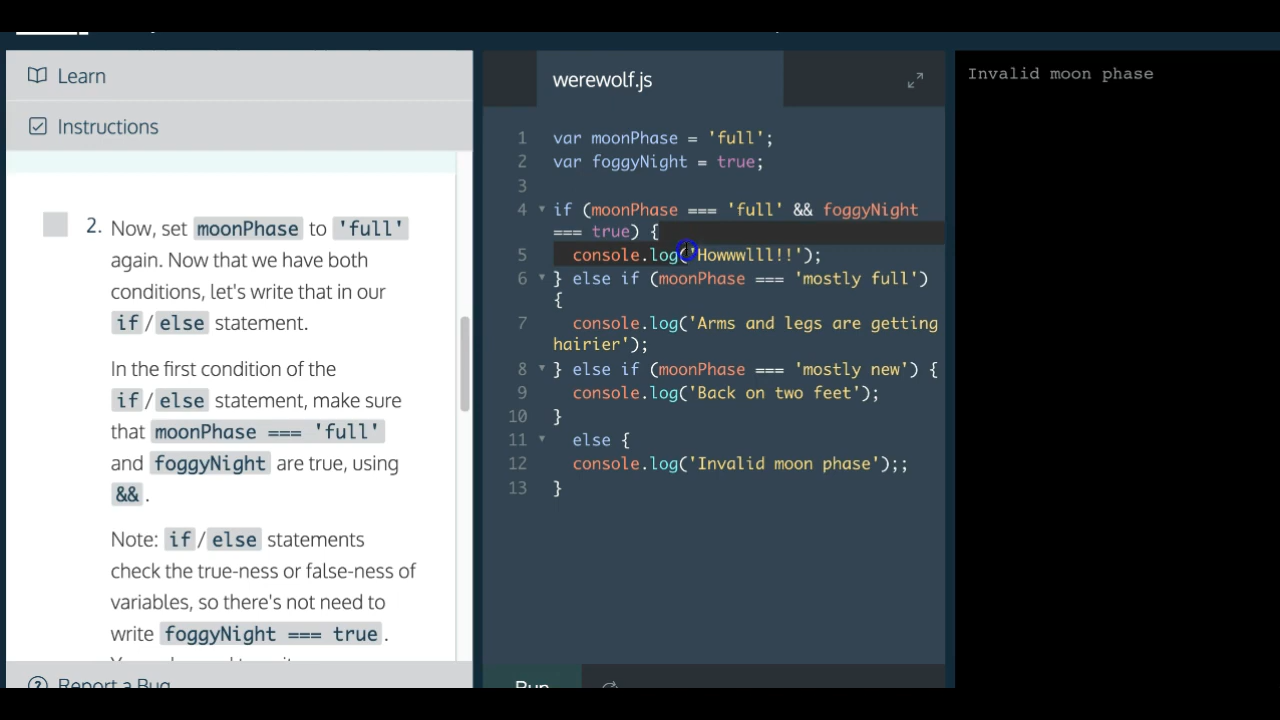 Learn
Instructions
2. Now, set moonPhase to 'full'
again. Now that we have both
conditions, let's write that in our
if/else statement.
In the first condition of the
if/else statement, make sure
that moonPhase === 'full'
and foggyNight are true, using
&&.
Note: if/else statements
check the true-ness or false-ness of
variables, so there's not need to
write foggyNight === true.
Report a Bug
werewolf.js
1 var moonPhase = 'full';
2 var foggyNight = true;
3
4 if (moonPhase === 'full' && foggyNight
=== true) {
5 console.log('Howwwlll!!');
6 } else if (moonPhase === 'mostly full')
{
7 console.log('Arms and legs are getting
hairier');
8 } else if (moonPhase === 'mostly new') {
9 console.log('Back on two feet');
10 }
11 else {
12 console.log('Invalid moon phase');;
13 }
Run
Invalid moon phase